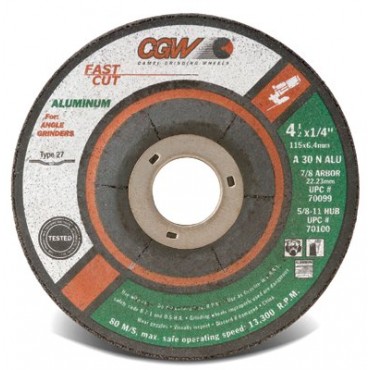 CGW
CAMEL GRINDING WHEELS
FAST
CUT
ALUMINUM
For:
ANGLE
GRINDERS
Type 27
TESTED
4 1/2 x1/4"
115x6.4mm
A 30 N ALU
7/8 ARBOR
22.23mm
UPC #
70099
5/8-11 HUB
UPC #
70100
80 M/S. max. safe operating speed: 13,300 R.P.M.